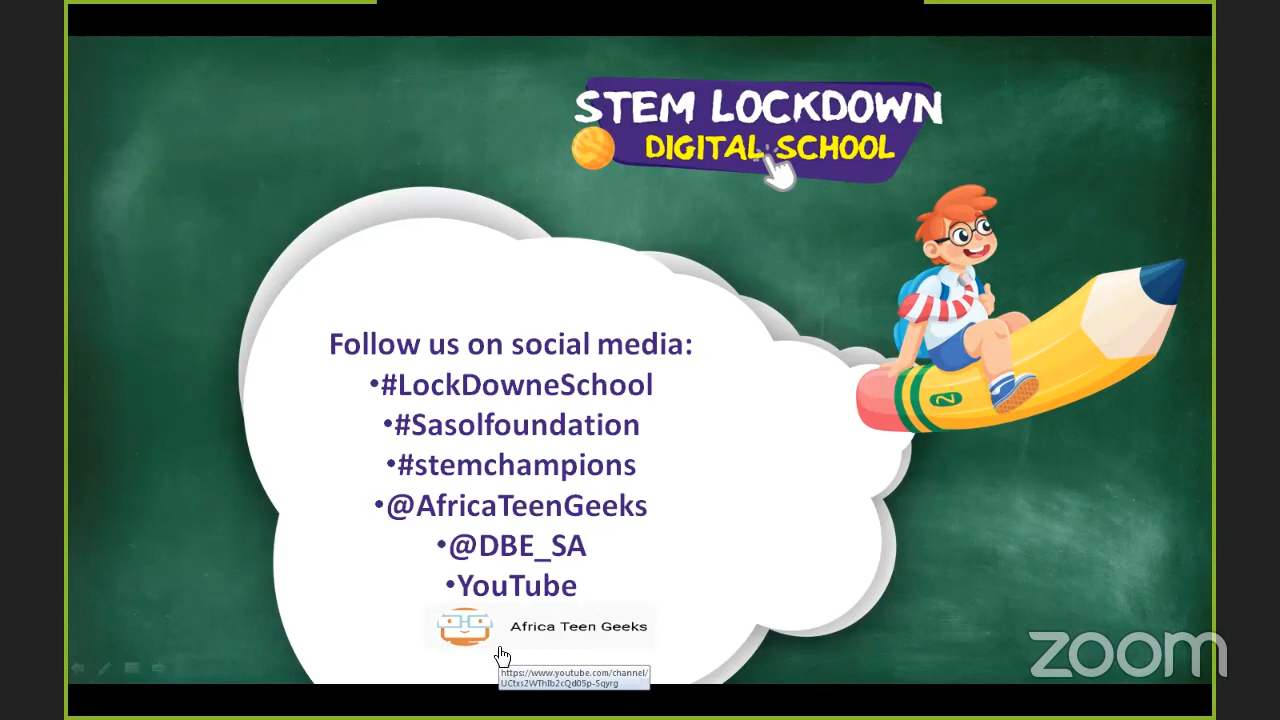 STEM LOCKDOWN
DIGITAL SCHOOL
Follow us on social media:
•#LockDowneSchool
•#Sasolfoundation
•#stemchampions
•@AfricaTeenGeeks
•@DBE_SA
•YouTube
Africa Teen Geeks
https://www.youtube.com/channel/
2
zoom